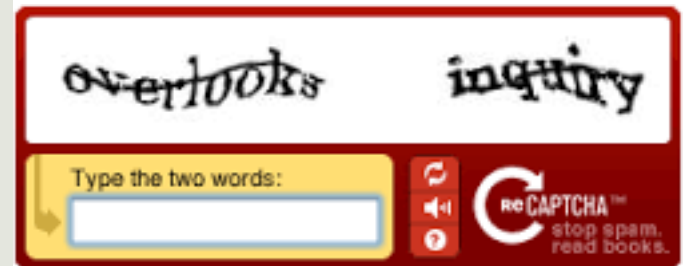 overlooks inquiry
Type the two words:
reCAPTCHA™
stop spam.
read books.